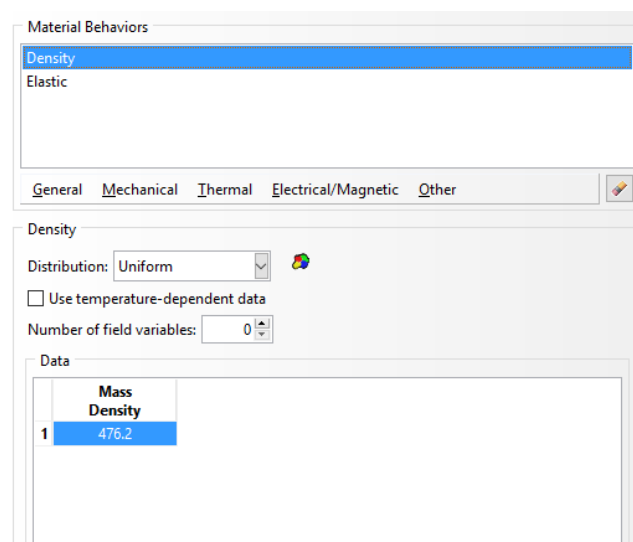 Material Behaviors
Density
Elastic
General Mechanical Thermal Electrical/Magnetic Other
Density
Distribution: Uniform
Use temperature-dependent data
Number of field variables: 0
Data
Mass
Density
1 476.2